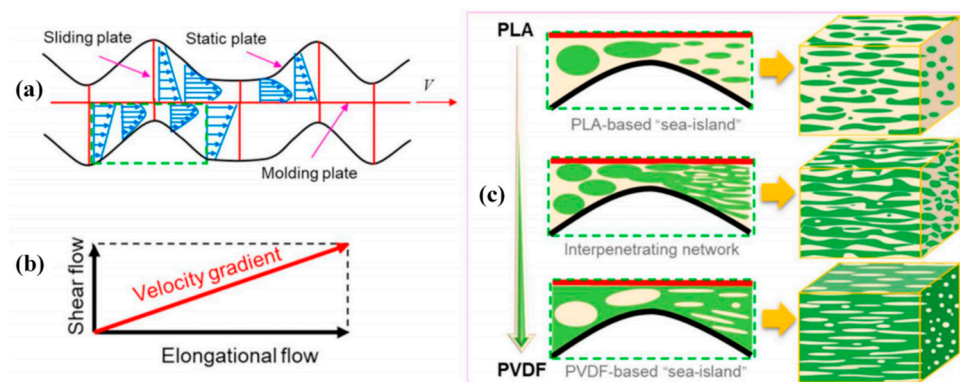 (a)
Sliding plate
Static plate
V
Molding plate
(b)
Shear flow
Velocity gradient
Elongational flow
(c)
PLA
PLA-based "sea-island"
Interpenetrating network
PVDF
PVDF-based "sea-island"